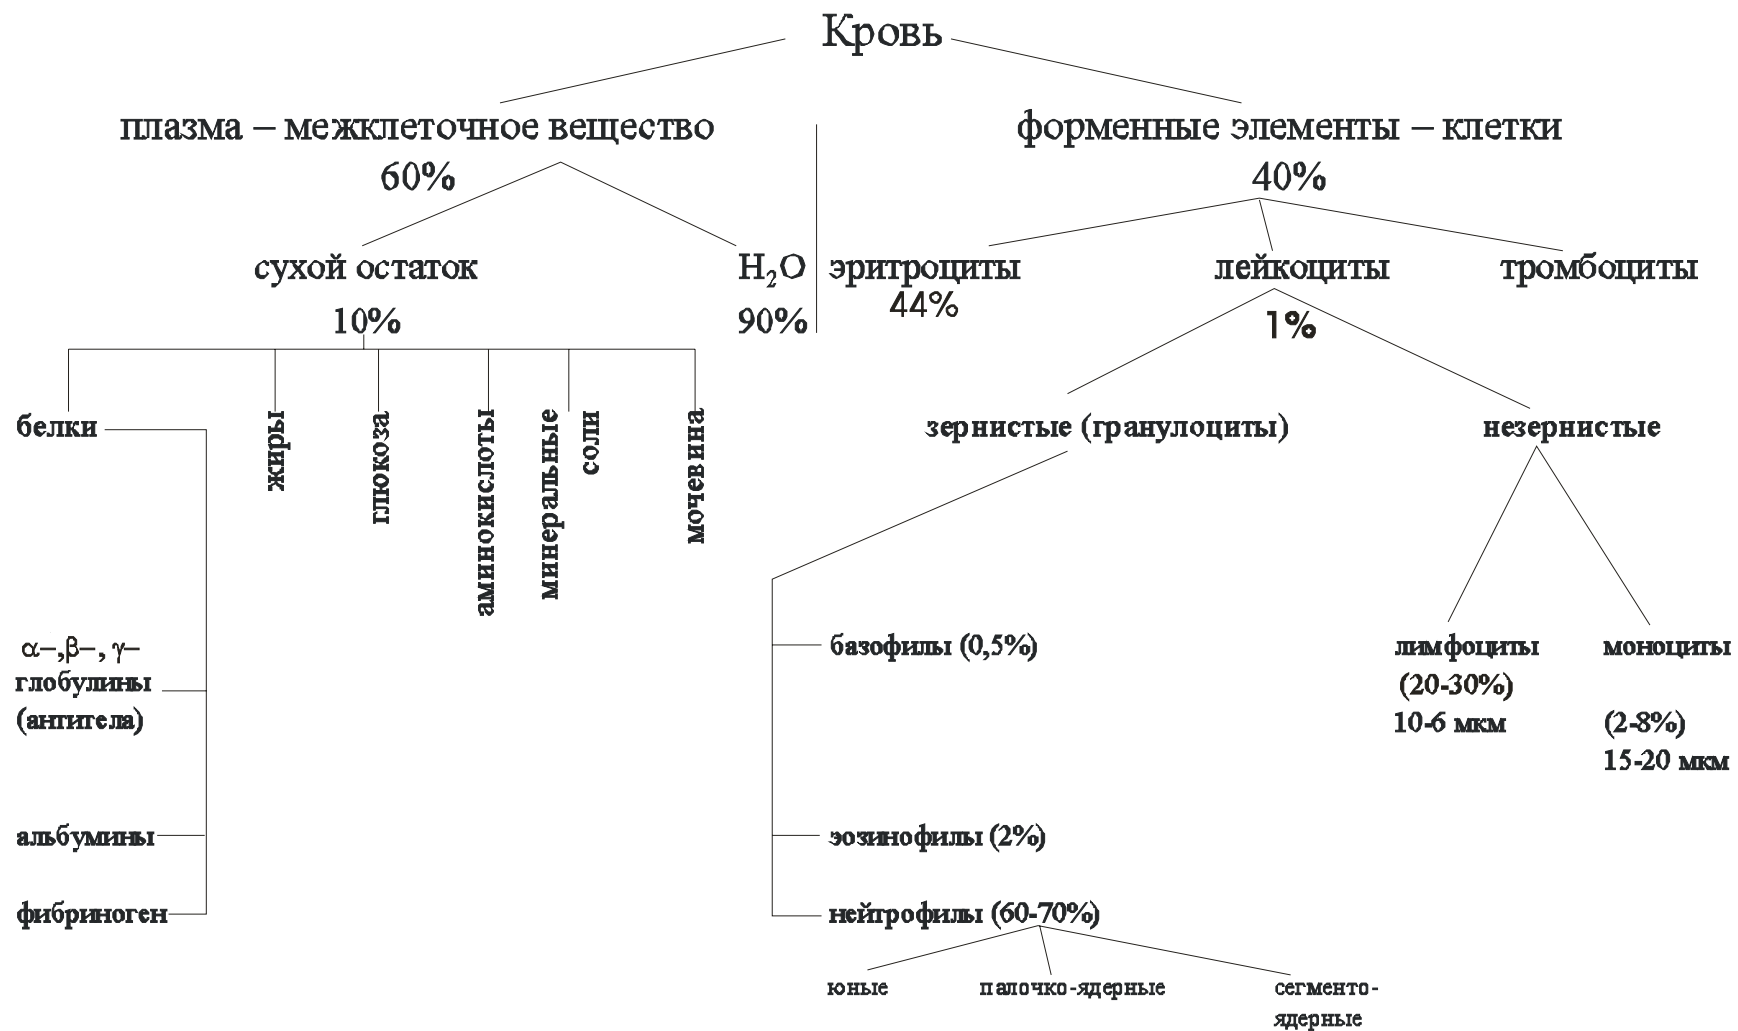 Кровь
плазма – межклеточное вещество
60%
форменные элементы – клетки
40%
сухой остаток
10%
H₂O
90%
эритроциты
44%
лейкоциты
1%
тромбоциты
белки
жиры
глюкоза
аминокислоты
минеральные
соли
мочевина
α–,β–, γ–
глобулины
(антитела)
альбумины
фибриноген
зернистые (гранулоциты)
незернистые
базофилы (0,5%)
эозинофилы (2%)
нейтрофилы (60-70%)
юные
палочко-ядерные
сегменто-
ядерные
лимфоциты
(20-30%)
10-6 мкм
моноциты
(2-8%)
15-20 мкм